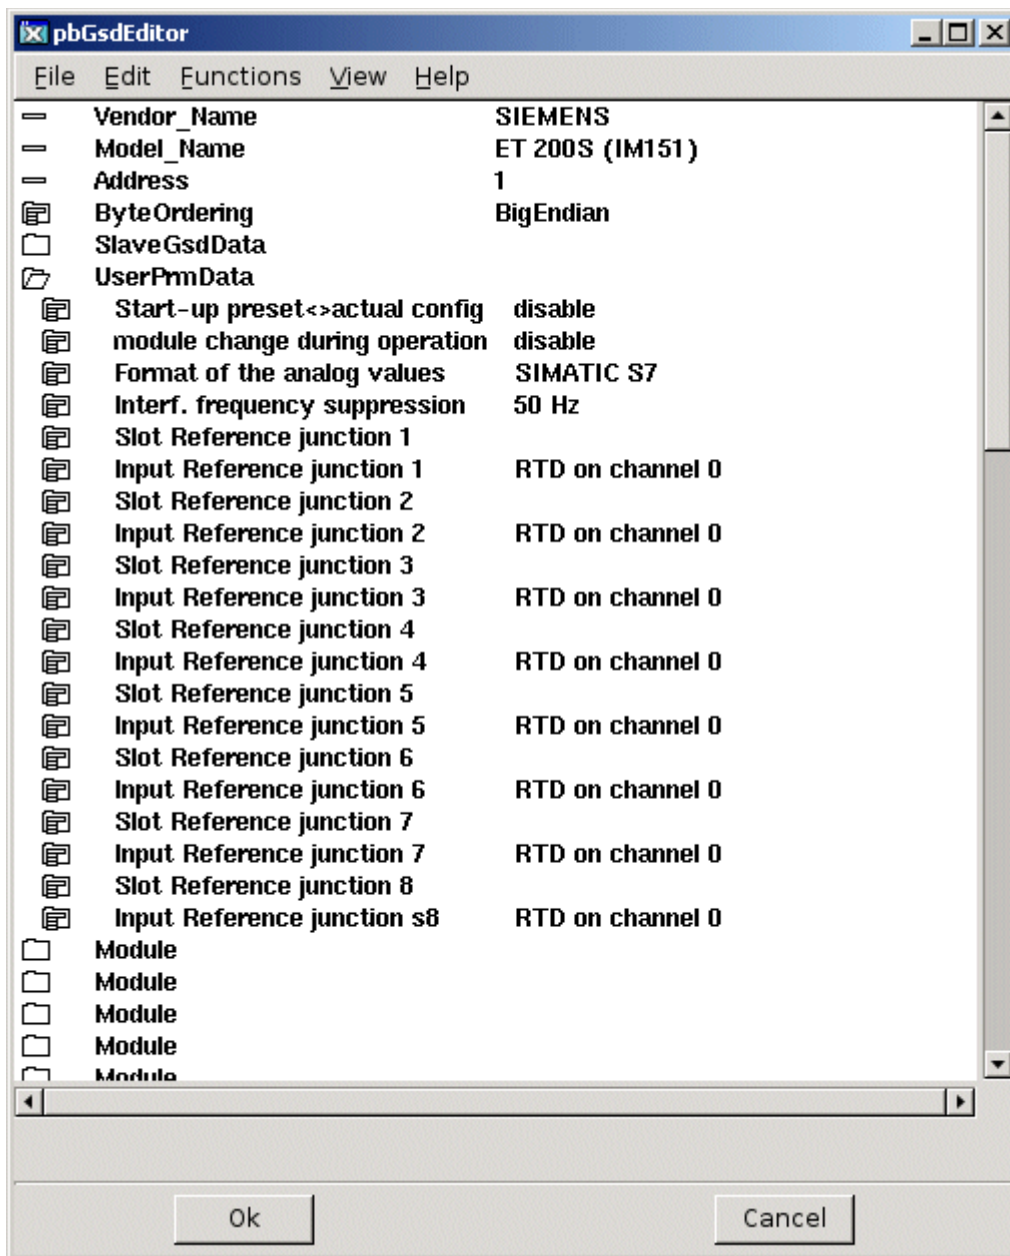 pbGsdEditor
File Edit Functions View Help
Vendor_Name SIEMENS
Model_Name ET 200S (IM151)
Address 1
ByteOrdering BigEndian
SlaveGsdData
UserPrmData
Start-up preset<>actual config disable
module change during operation disable
Format of the analog values SIMATIC S7
Interf. frequency suppression 50 Hz
Slot Reference junction 1
Input Reference junction 1 RTD on channel 0
Slot Reference junction 2
Input Reference junction 2 RTD on channel 0
Slot Reference junction 3
Input Reference junction 3 RTD on channel 0
Slot Reference junction 4
Input Reference junction 4 RTD on channel 0
Slot Reference junction 5
Input Reference junction 5 RTD on channel 0
Slot Reference junction 6
Input Reference junction 6 RTD on channel 0
Slot Reference junction 7
Input Reference junction 7 RTD on channel 0
Slot Reference junction 8
Input Reference junction s8 RTD on channel 0
Module
Module
Module
Module
Module
Ok Cancel